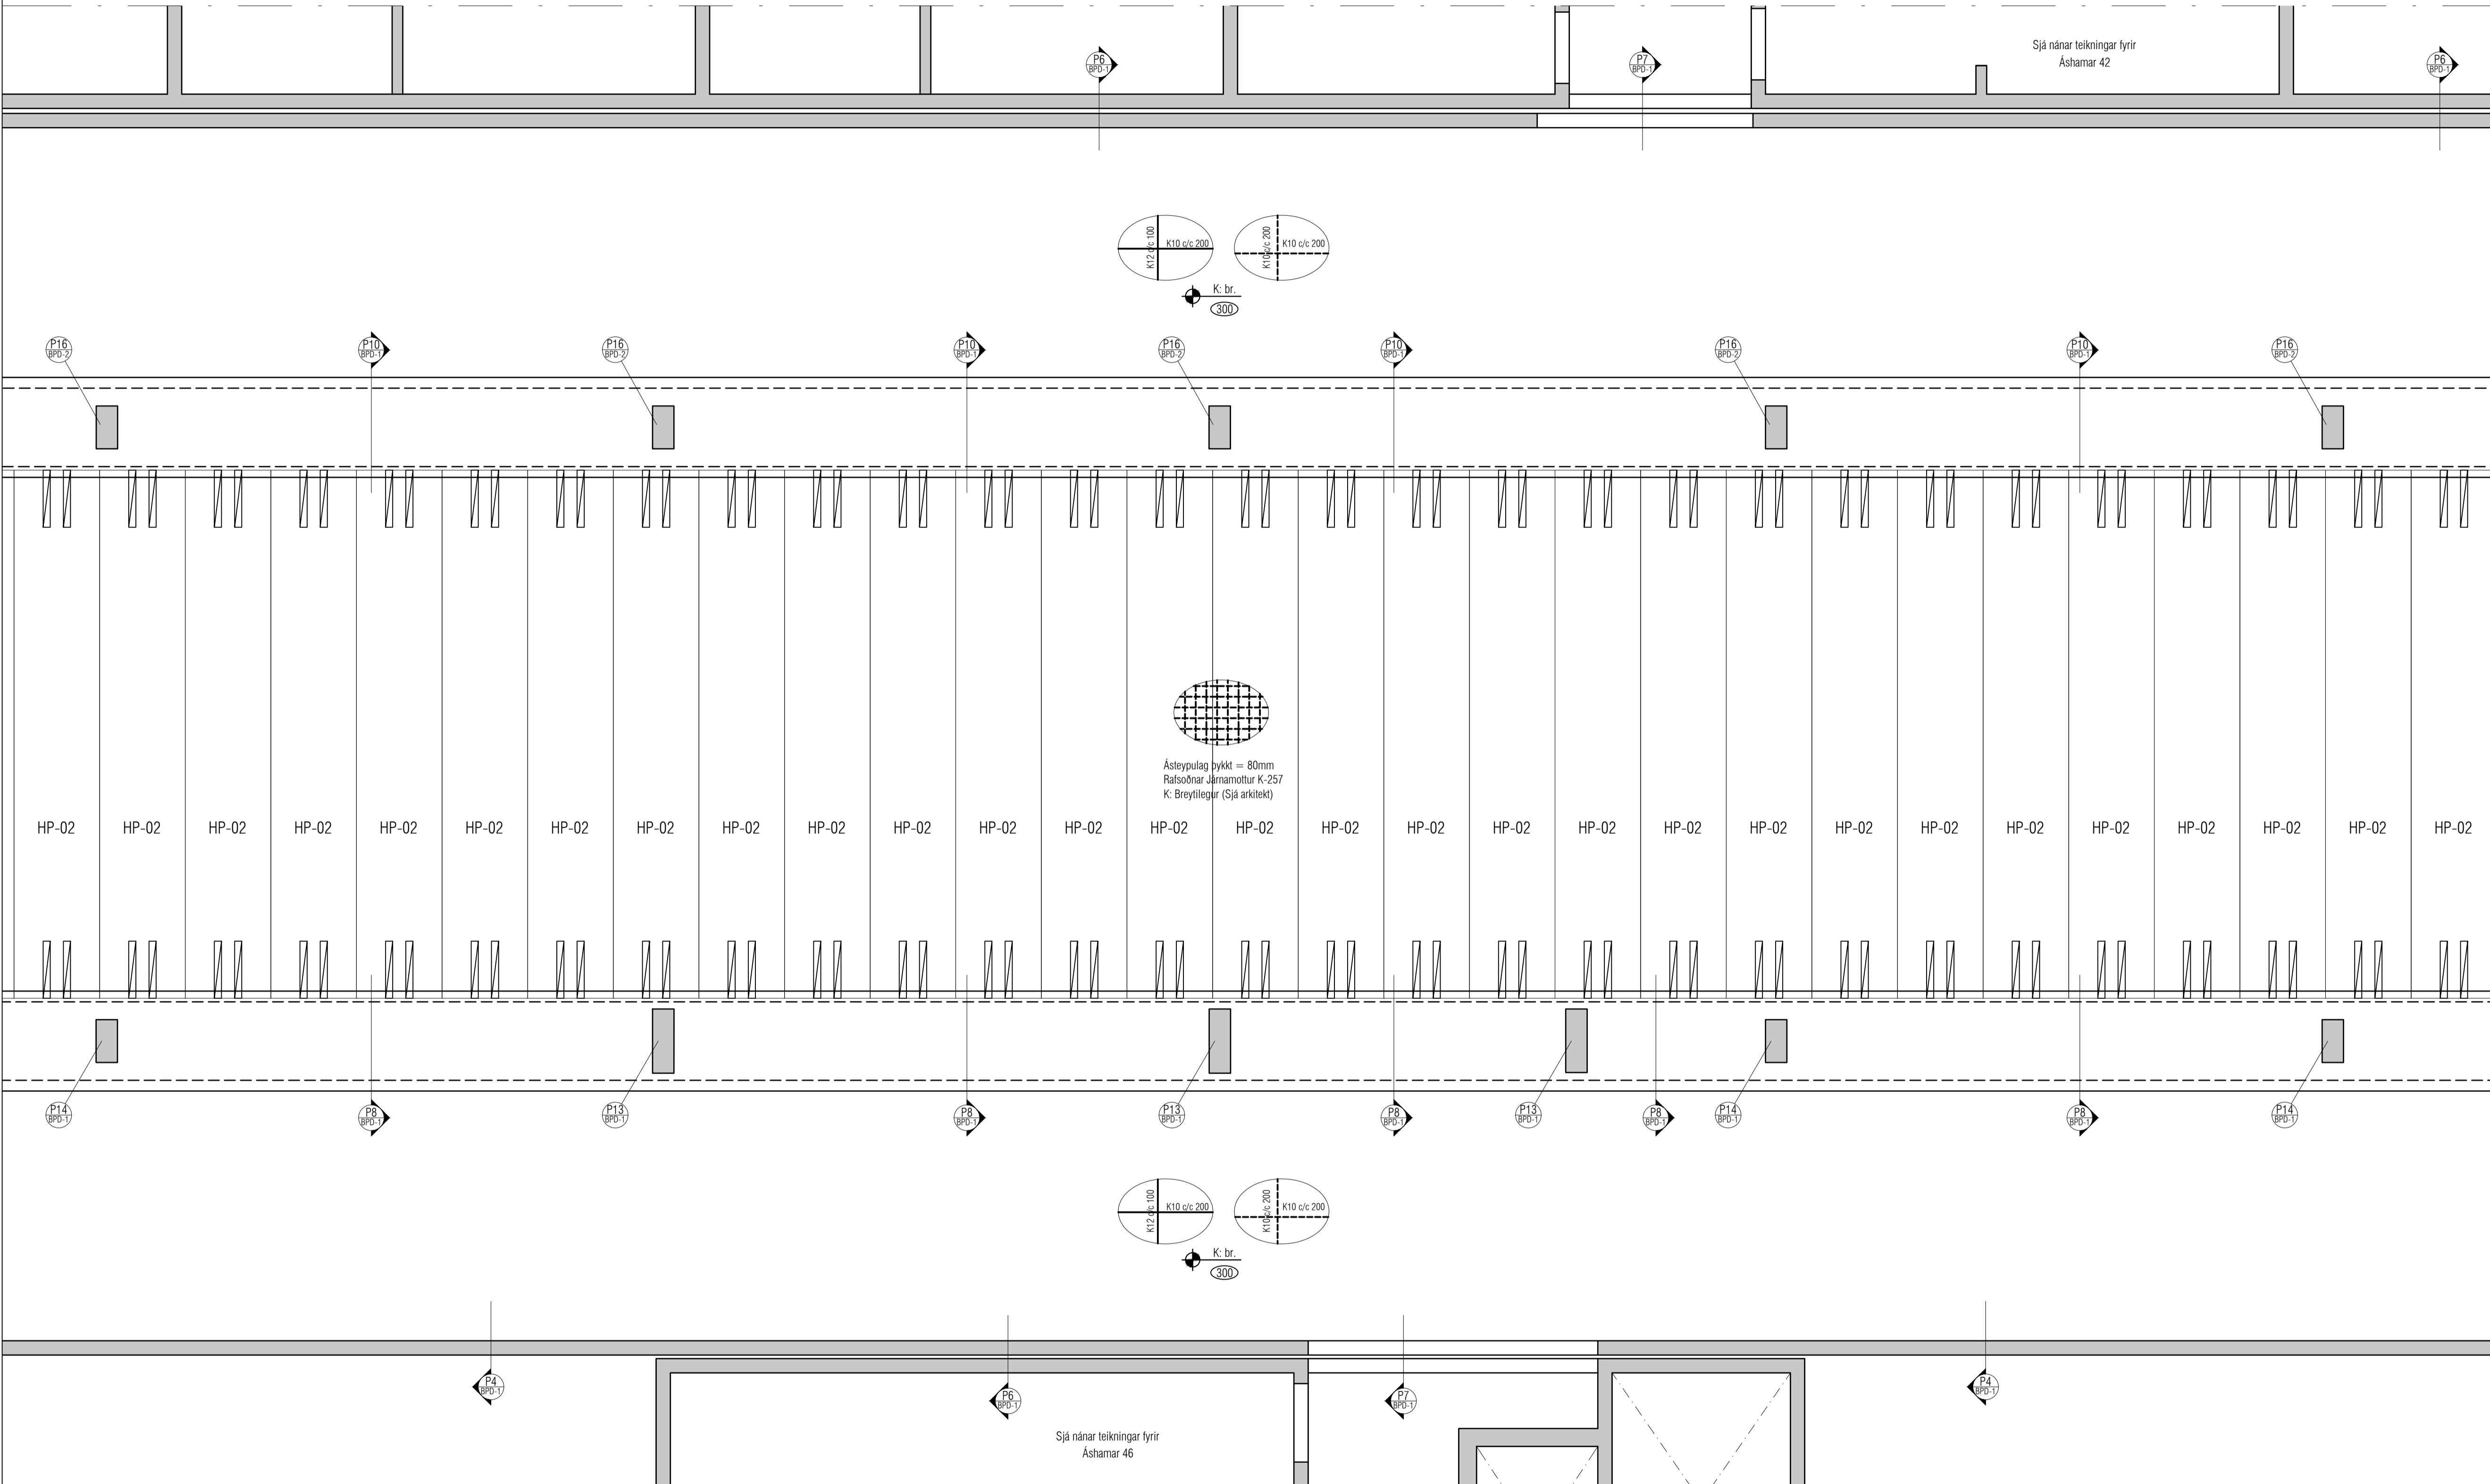 Sjá nánar teikningar fyrir
Áshamar 42
P6
BPD-1
P7
BPD-1
P6
BPD-1
K12 c/c 100
K10 c/c 200
K10 c/c 200
K10 c/c 200
K: br.
300
P16
BPD-2
P10
BPD-1
P16
BPD-2
P10
BPD-1
P16
BPD-2
P10
BPD-1
P16
BPD-2
P10
BPD-1
P16
BPD-2
Ásteypulag þykkt = 80mm
Rafsoðnar Járnamottur K-257
K: Breytilegur (Sjá arkitekt)
HP-02 HP-02 HP-02 HP-02 HP-02 HP-02 HP-02 HP-02 HP-02 HP-02 HP-02 HP-02 HP-02 HP-02 HP-02 HP-02 HP-02 HP-02 HP-02 HP-02 HP-02 HP-02 HP-02 HP-02 HP-02 HP-02 HP-02 HP-02 HP-02
P14
BPD-1
P8
BPD-1
P13
BPD-1
P8
BPD-1
P13
BPD-1
P8
BPD-1
P13
BPD-1
P8
BPD-1
P14
BPD-1
P8
BPD-1
P14
BPD-1
K12 c/c 100
K10 c/c 200
K10 c/c 200
K10 c/c 200
K: br.
300
P4
BPD-1
P6
BPD-1
P7
BPD-1
P4
BPD-1
Sjá nánar teikningar fyrir
Áshamar 46